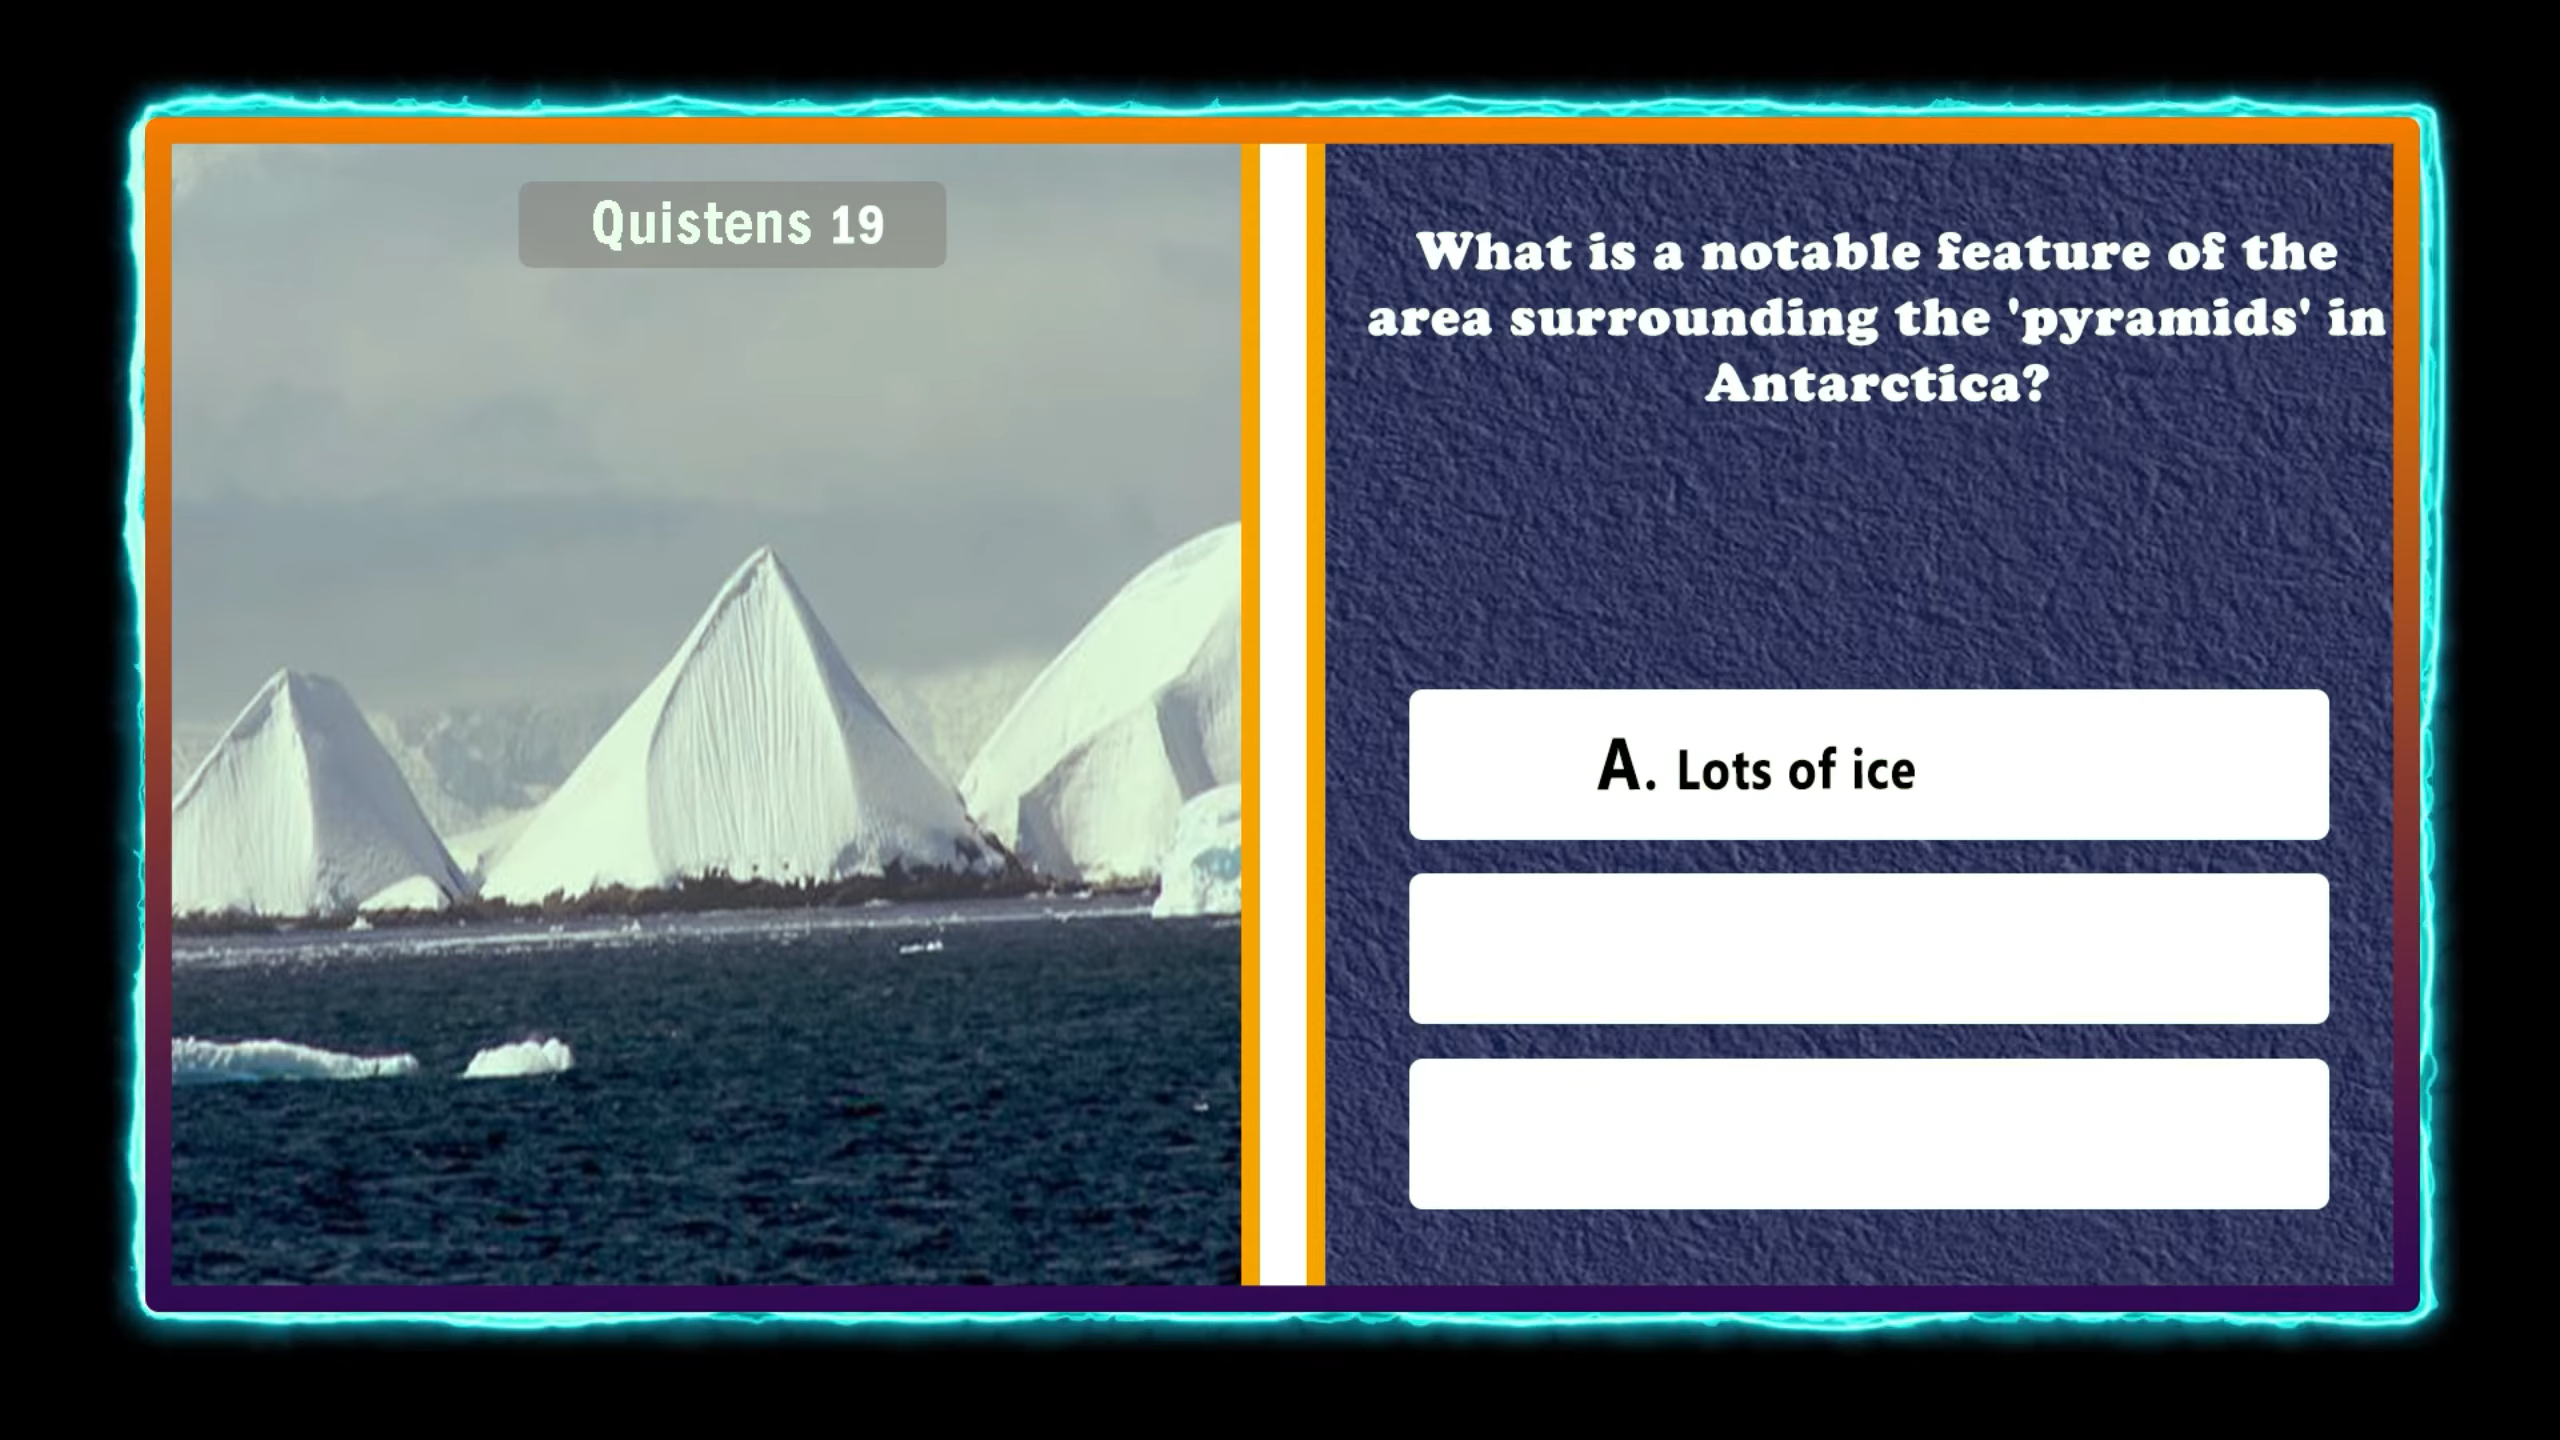 Quistens 19
What is a notable feature of the
area surrounding the 'pyramids' in
Antarctica?
A. Lots of ice